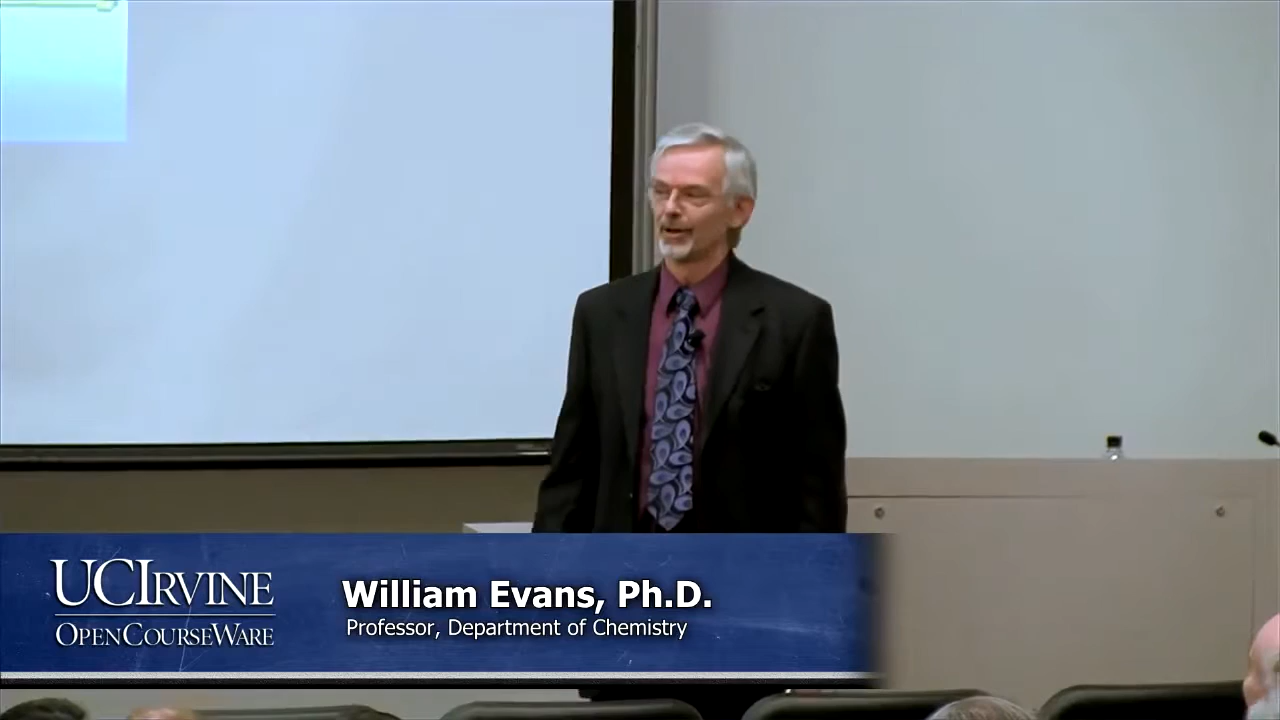 UCIRVINE
OPENCOURSEWARE
William Evans, Ph.D.
Professor, Department of Chemistry